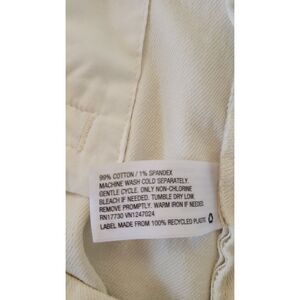 99% COTTON / 1% SPANDEX
MACHINE WASH COLD SEPARATELY.
GENTLE CYCLE. ONLY NON-CHLORINE
BLEACH IF NEEDED. TUMBLE DRY LOW
REMOVE PROMPTLY. WARM IRON IF NEEDED.
RN17730 VN1247024
LABEL MADE FROM 100% RECYCLED PLASTIC